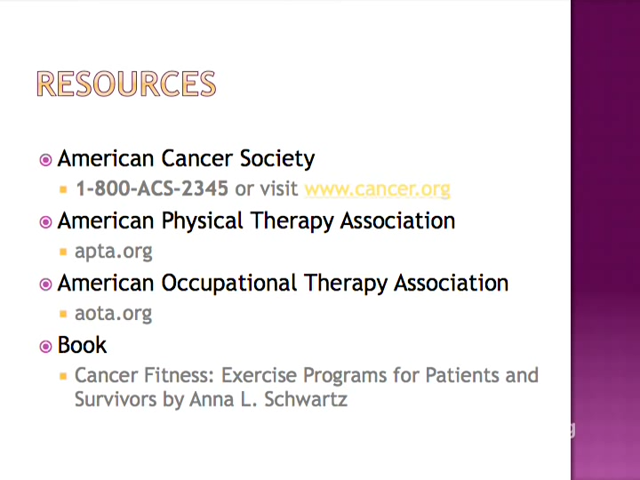 RESOURCES
American Cancer Society
1-800-ACS-2345 or visit www.cancer.org
American Physical Therapy Association
apta.org
American Occupational Therapy Association
aota.org
Book
Cancer Fitness: Exercise Programs for Patients and
Survivors by Anna L. Schwartz